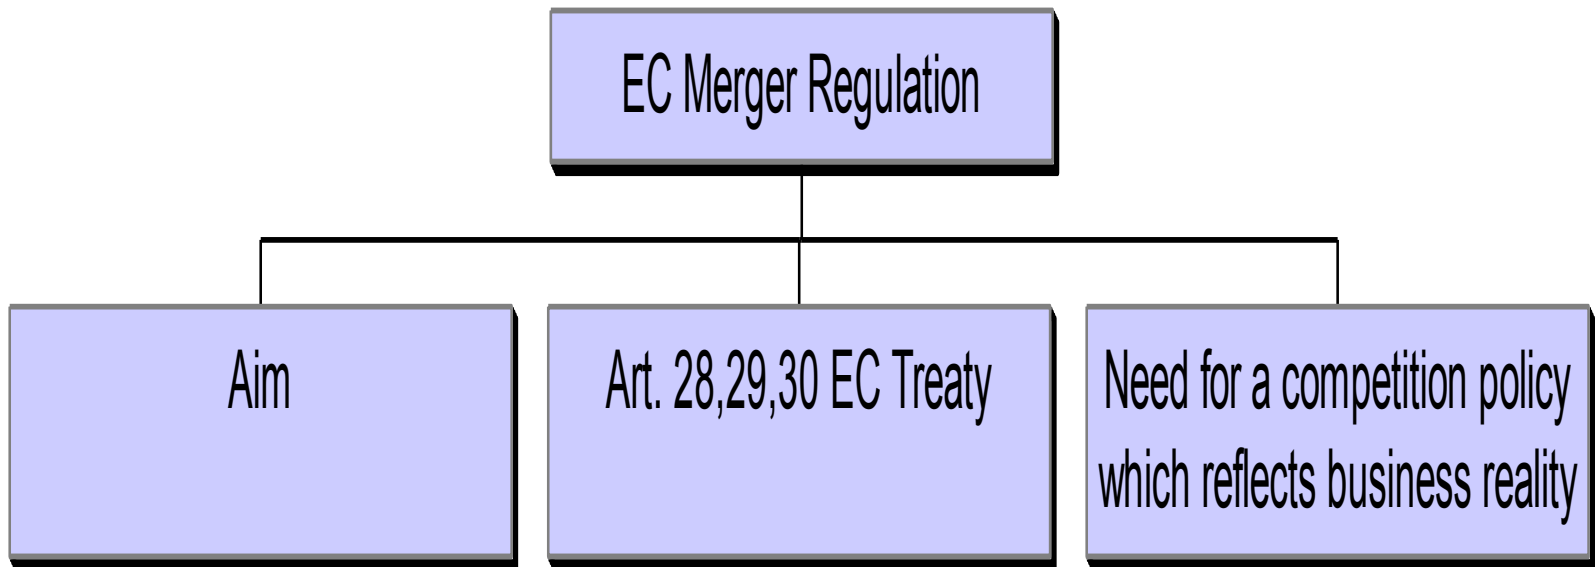 EC Merger Regulation
Aim
Art. 28,29,30 EC Treaty
Need for a competition policy
which reflects business reality